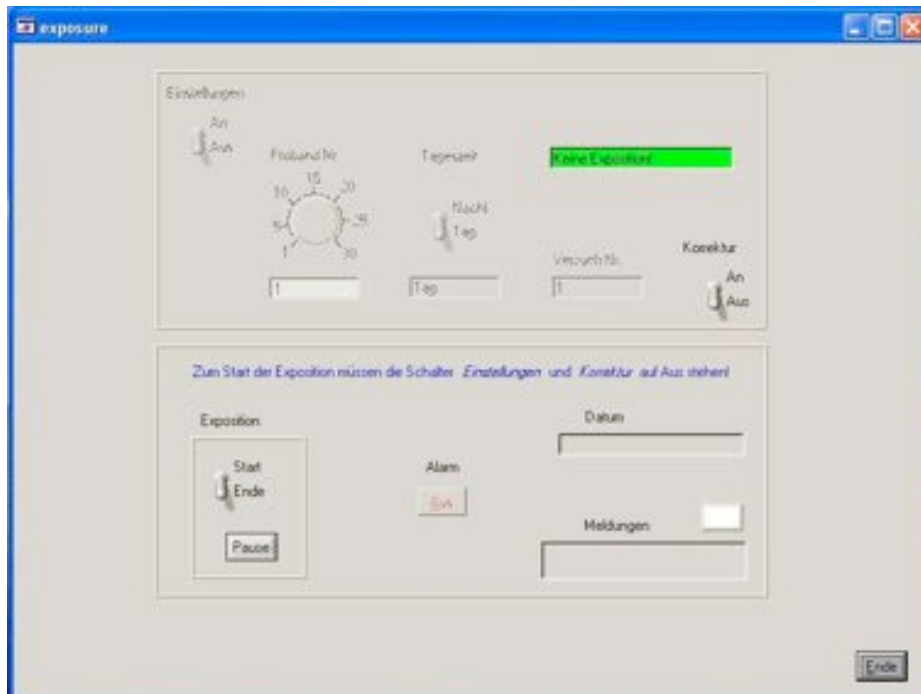 exposure
Einstellungen
An
Aus
Proband Nr
Tageszeit
Keine Exposition!
10
15
20
5
25
1
30
Nacht
Tag
Versuch Nr.
Korrektur
1
Tag
1
An
Aus
Zum Start der Exposition müssen die Schalter Einstellungen und Korrektur auf Aus stehen!
Exposition
Datum
Start
Ende
Alarm
Aus
Pause
Meldungen
Ende